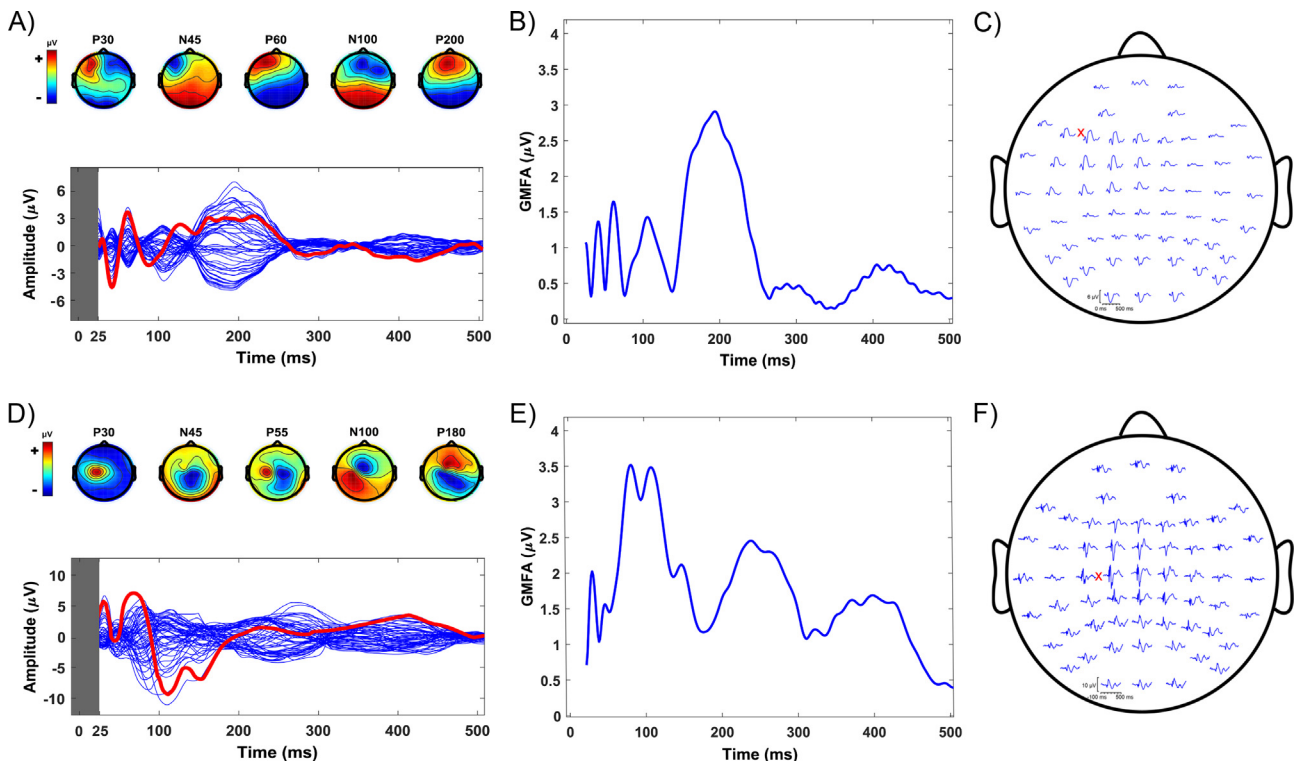 A)
µV
+
-
P30 N45 P60 N100 P200
Amplitude (µV)
6
3
0
-3
-6
0 25 100 200 300 400 500
Time (ms)
B)
GMFA (µV)
4
3.5
3
2.5
2
1.5
1
0.5
0
0 100 200 300 400 500
Time (ms)
C)
X
6 µV
0 ms 500 ms
D)
µV
+
-
P30 N45 P55 N100 P180
Amplitude (µV)
10
5
0
-5
-10
0 25 100 200 300 400 500
Time (ms)
E)
GMFA (µV)
4
3.5
3
2.5
2
1.5
1
0.5
0
0 100 200 300 400 500
Time (ms)
F)
X
10 µV
-100 ms 500 ms